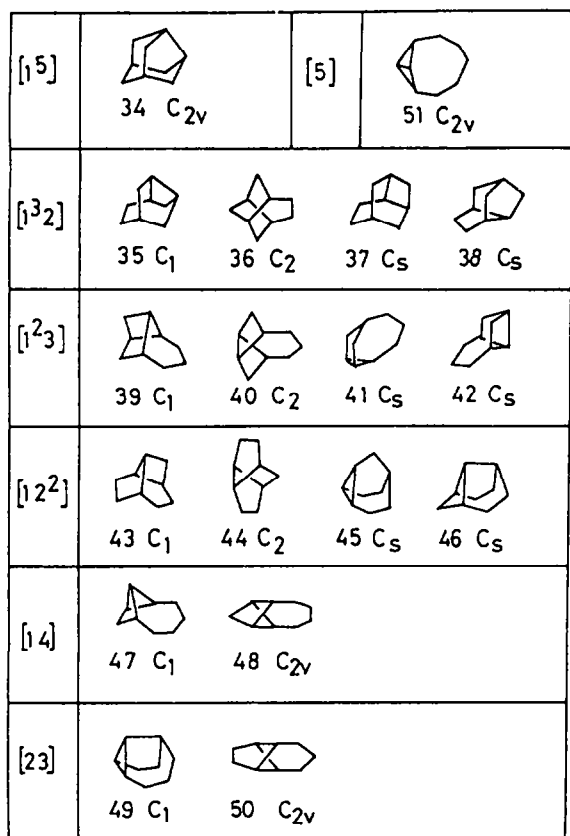 [1⁵] [5]
34 C₂ᵥ 51 C₂ᵥ
[1³2]
35 C₁ 36 C₂ 37 Cₛ 38 Cₛ
[1²3]
39 C₁ 40 C₂ 41 Cₛ 42 Cₛ
[12²]
43 C₁ 44 C₂ 45 Cₛ 46 Cₛ
[14]
47 C₁ 48 C₂ᵥ
[23]
49 C₁ 50 C₂ᵥ